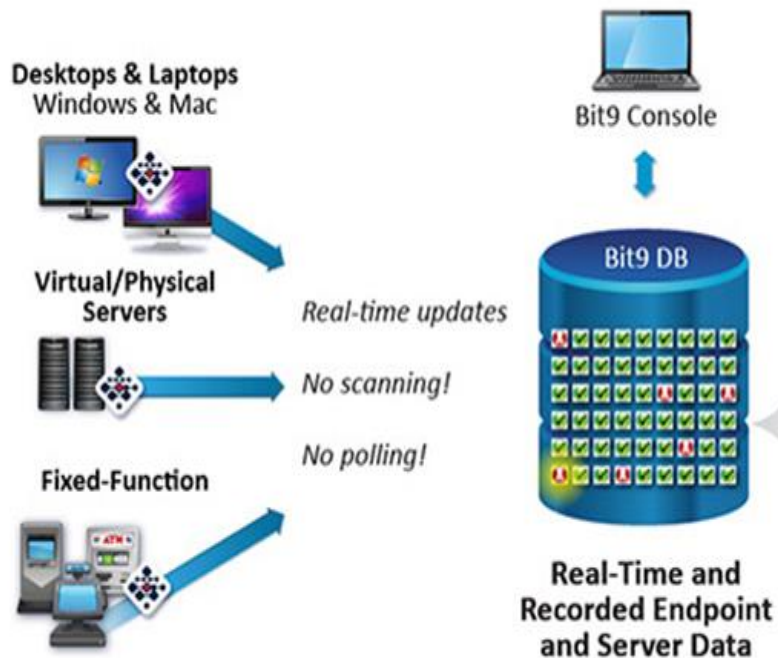 Desktops & Laptops
Windows & Mac
Virtual/Physical
Servers
Fixed-Function
ATM
Real-time updates
No scanning!
No polling!
Bit9 Console
Bit9 DB
Real-Time and
Recorded Endpoint
and Server Data